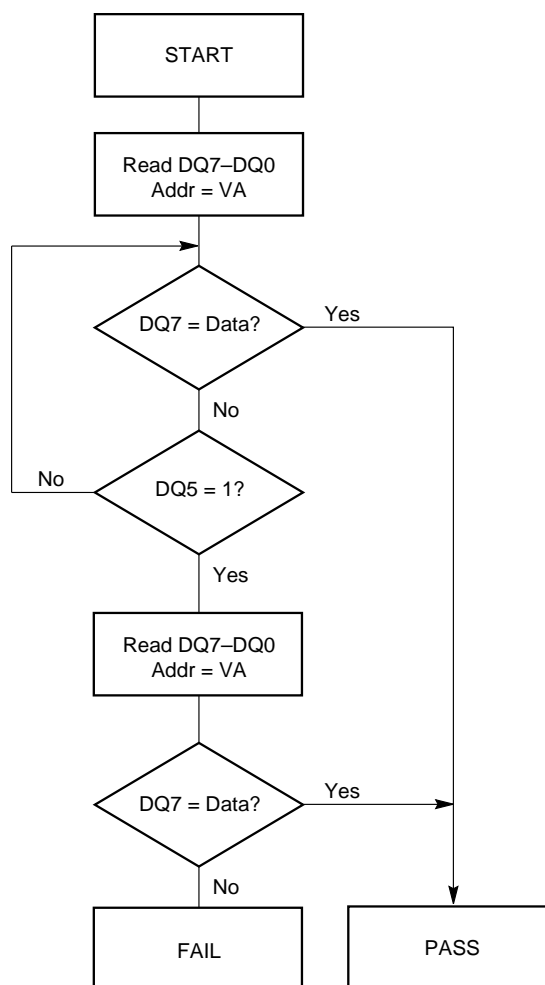 START
Read DQ7–DQ0
Addr = VA
DQ7 = Data?
Yes
No
No
DQ5 = 1?
Yes
Read DQ7–DQ0
Addr = VA
DQ7 = Data?
Yes
No
FAIL
PASS